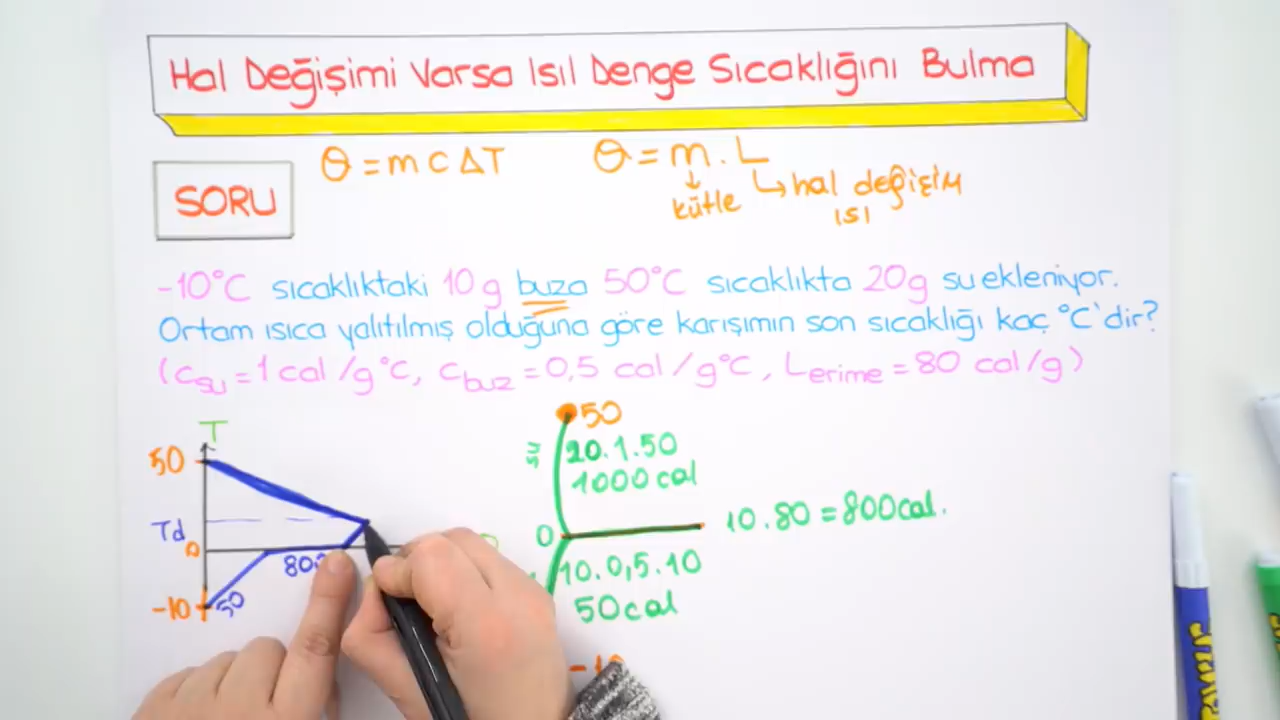 Hal Değişimi Varsa Isıl Denge Sıcaklığını Bulma
SORU
Q = m c ΔT
Q = m . L
kütle
hal değişim
ısı
-10°C sıcaklıktaki 10g buza 50°C sıcaklıkta 20g su ekleniyor.
Ortam ısıca yalıtılmış olduğuna göre karışımın son sıcaklığı kaç °C'dir?
(csu = 1 cal /g°C, cbuz = 0,5 cal /g°C, Lerime = 80 cal /g)
T
50
Td
0
-10
50
50
su
20.1.50
1000 cal
0
10.80 = 800cal.
10.0,5.10
50cal